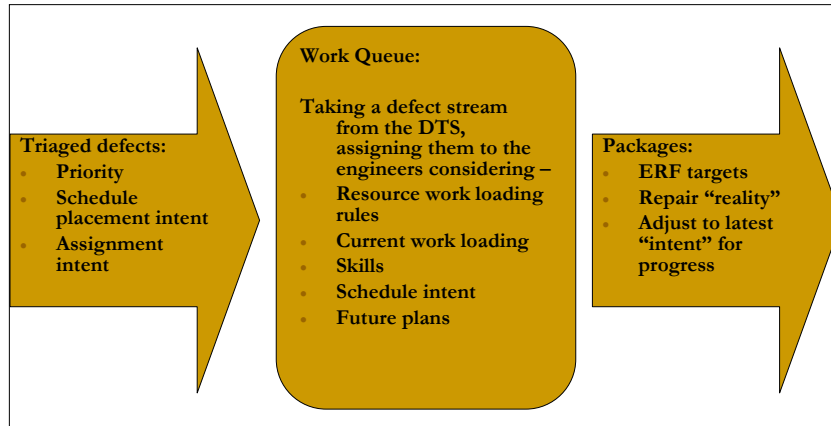 Triaged defects:
• Priority
• Schedule
placement intent
• Assignment
intent
Work Queue:
Taking a defect stream
from the DTS,
assigning them to the
engineers considering –
• Resource work loading
rules
• Current work loading
• Skills
• Schedule intent
• Future plans
Packages:
• ERF targets
• Repair “reality”
• Adjust to latest
“intent” for
progress